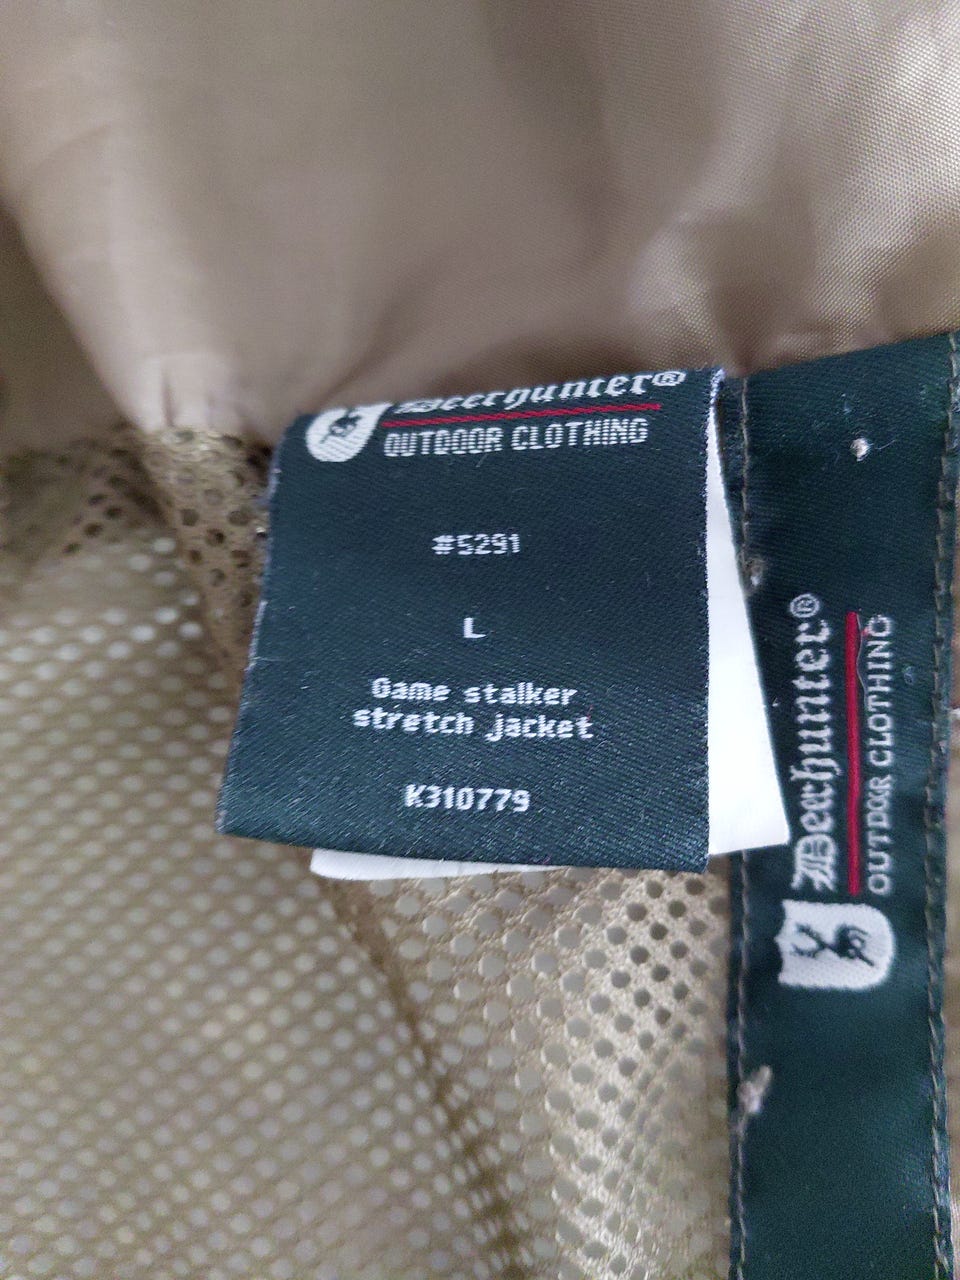 Deerhunter®
OUTDOOR CLOTHING
#5291
L
Game stalker
stretch jacket
K310779
Deerhunter®
OUTDOOR CLOTHING